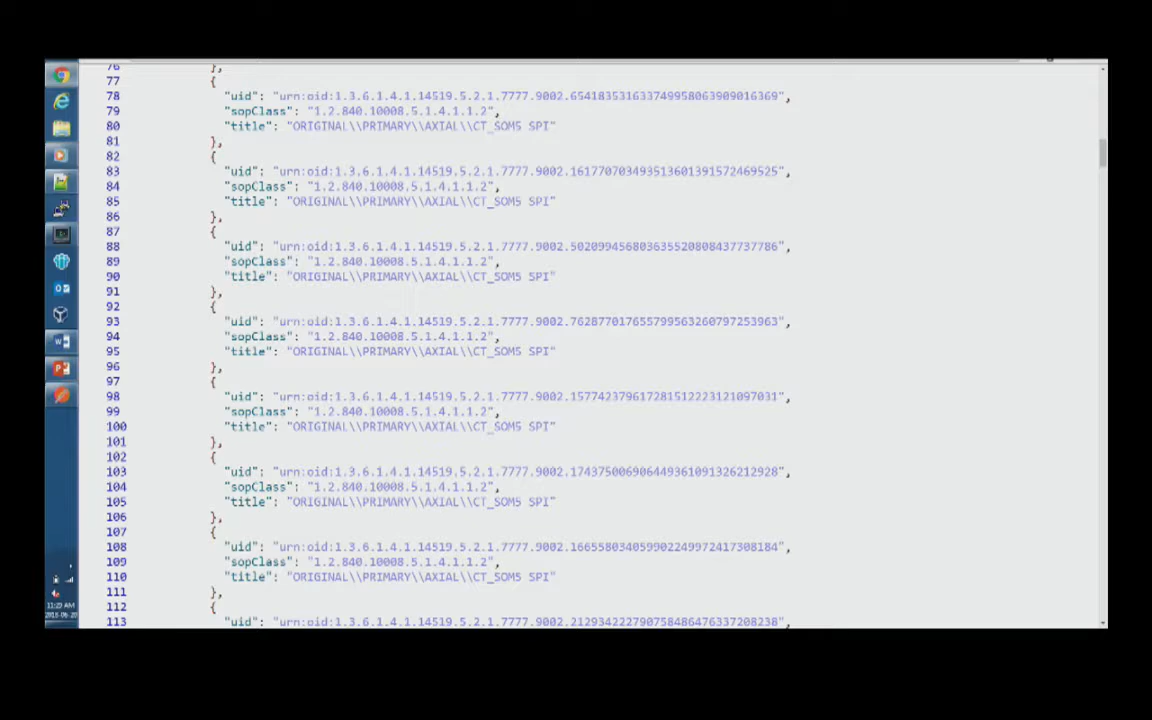 76 },
77 {
78 "uid": "urn:oid:1.3.6.1.4.1.14519.5.2.1.7777.9002.654183531633749958063909016369",
79 "sopClass": "1.2.840.10008.5.1.4.1.1.2",
80 "title": "ORIGINAL\\PRIMARY\\AXIAL\\CT_SOM5 SPI"
81 },
82 {
83 "uid": "urn:oid:1.3.6.1.4.1.14519.5.2.1.7777.9002.161770703493513601391572469525",
84 "sopClass": "1.2.840.10008.5.1.4.1.1.2",
85 "title": "ORIGINAL\\PRIMARY\\AXIAL\\CT_SOM5 SPI"
86 },
87 {
88 "uid": "urn:oid:1.3.6.1.4.1.14519.5.2.1.7777.9002.502099456803635520808437737786",
89 "sopClass": "1.2.840.10008.5.1.4.1.1.2",
90 "title": "ORIGINAL\\PRIMARY\\AXIAL\\CT_SOM5 SPI"
91 },
92 {
93 "uid": "urn:oid:1.3.6.1.4.1.14519.5.2.1.7777.9002.762877017655799563260797253963",
94 "sopClass": "1.2.840.10008.5.1.4.1.1.2",
95 "title": "ORIGINAL\\PRIMARY\\AXIAL\\CT_SOM5 SPI"
96 },
97 {
98 "uid": "urn:oid:1.3.6.1.4.1.14519.5.2.1.7777.9002.157742379617281512223121097031",
99 "sopClass": "1.2.840.10008.5.1.4.1.1.2",
100 "title": "ORIGINAL\\PRIMARY\\AXIAL\\CT_SOM5 SPI"
101 },
102 {
103 "uid": "urn:oid:1.3.6.1.4.1.14519.5.2.1.7777.9002.174375006906449361091326212928",
104 "sopClass": "1.2.840.10008.5.1.4.1.1.2",
105 "title": "ORIGINAL\\PRIMARY\\AXIAL\\CT_SOM5 SPI"
106 },
107 {
108 "uid": "urn:oid:1.3.6.1.4.1.14519.5.2.1.7777.9002.166558034059902249972417308184",
109 "sopClass": "1.2.840.10008.5.1.4.1.1.2",
110 "title": "ORIGINAL\\PRIMARY\\AXIAL\\CT_SOM5 SPI"
111 },
112 {
113 "uid": "urn:oid:1.3.6.1.4.1.14519.5.2.1.7777.9002.212934222790758486476337208238",
11:29 AM